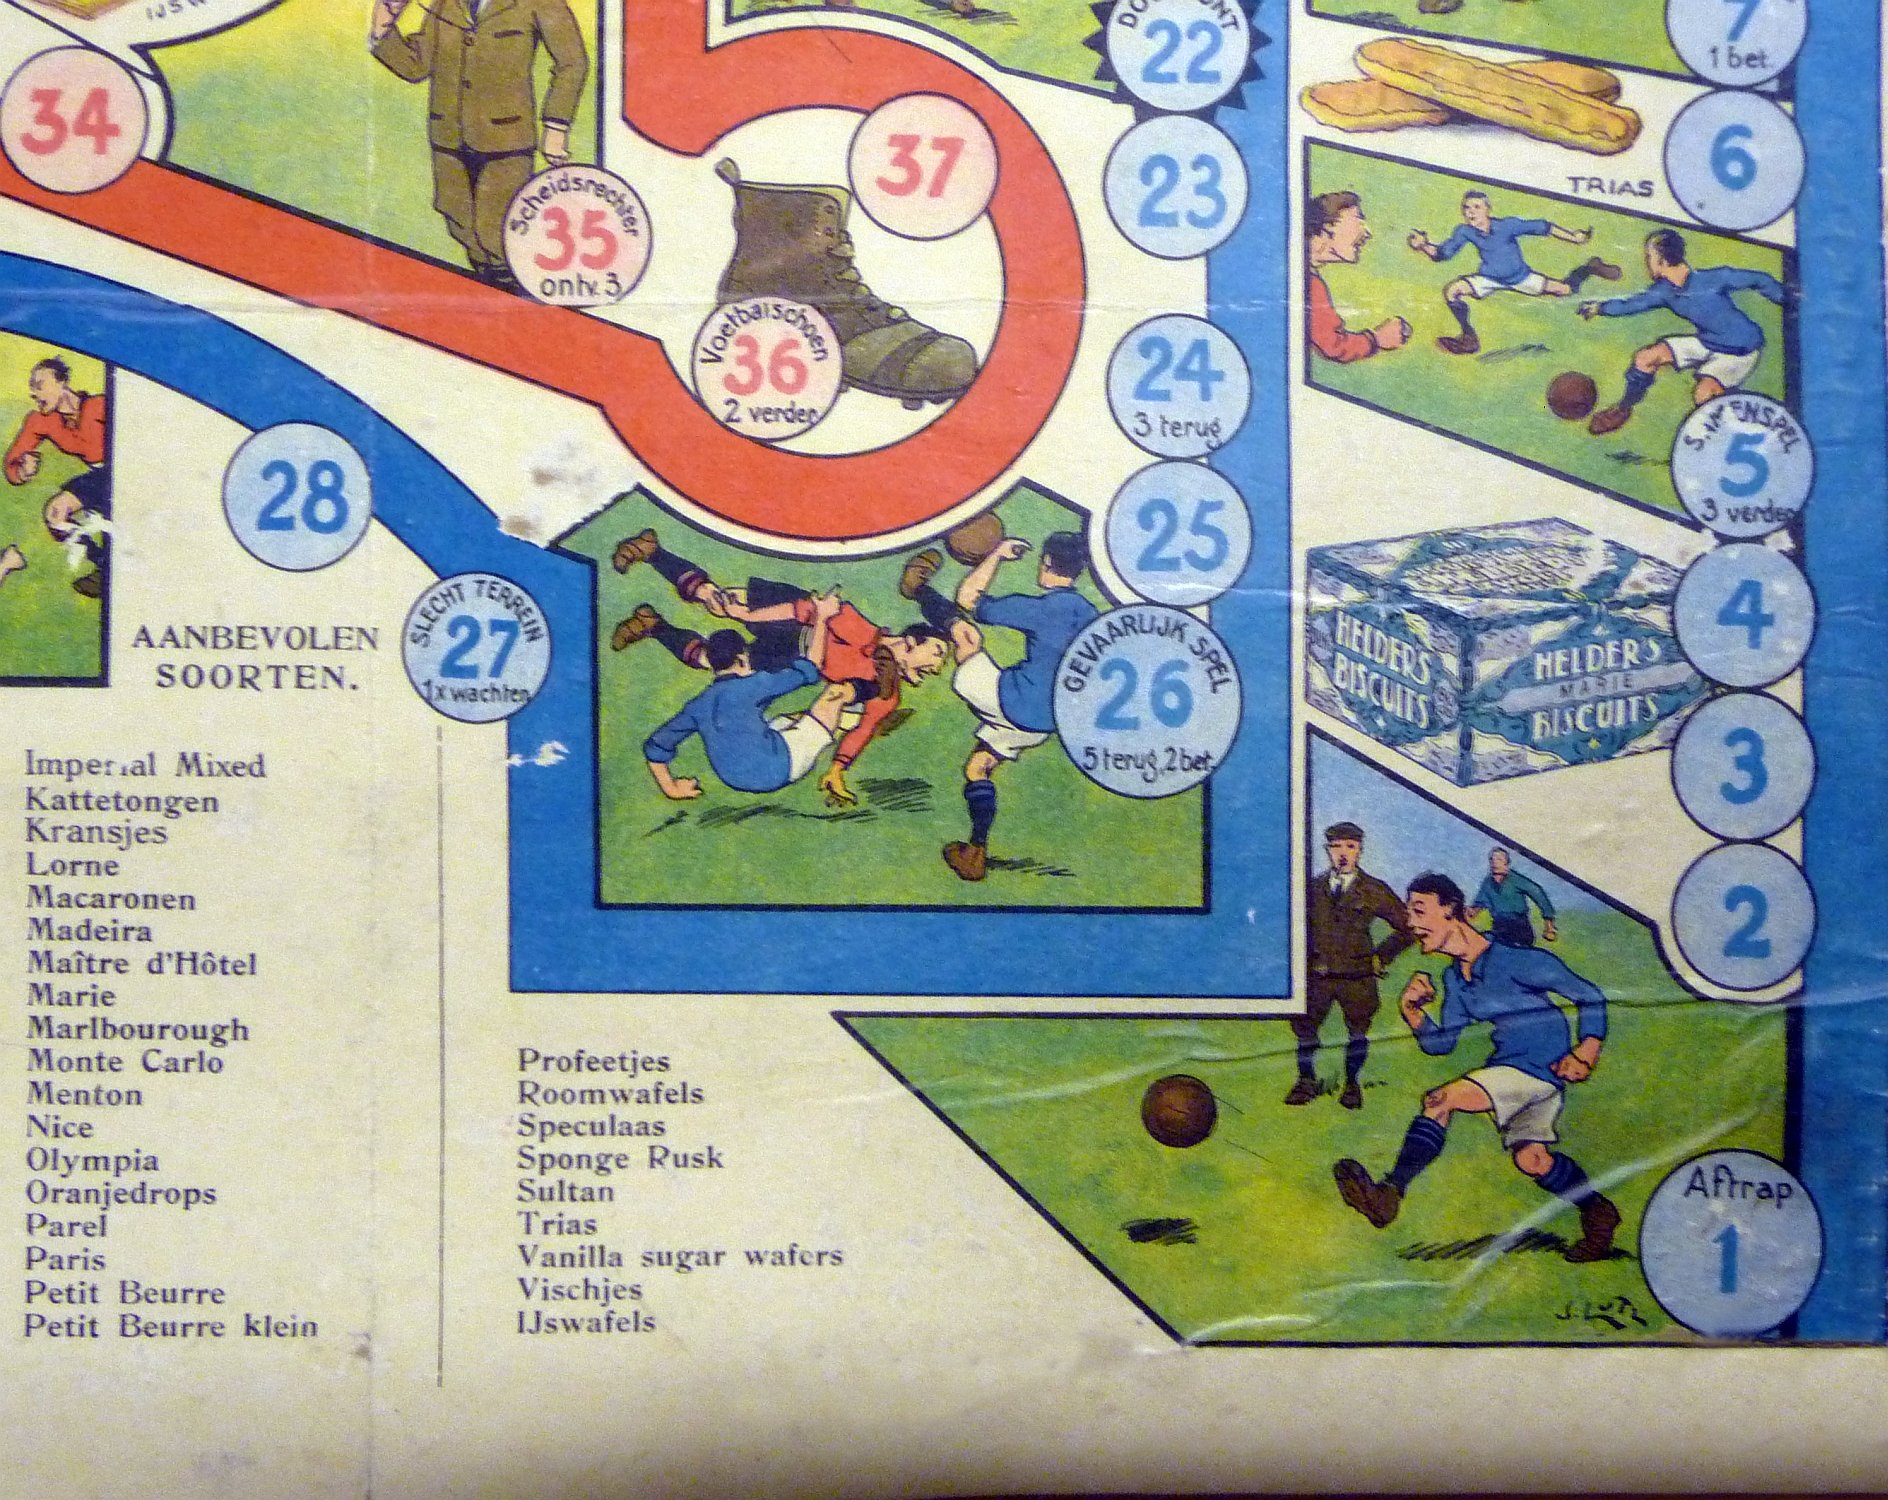 34
Scheidsrechter
35
ontv. 3
37
Voetbalschoen
36
2 verder
22
23
24
3 terug
25
GEVAARLIJK SPEL
26
5 terug, 2 bet.
SLECHT TERREIN
27
1x wachten
28
7
1 bet.
6
TRIAS
5
3 verder
4
HELDER'S
BISCUITS
HELDER'S
MARIE
BISCUITS
3
2
Aftrap
1
J. LUTZ
AANBEVOLEN
SOORTEN.
Imperial Mixed
Kattetongen
Kransjes
Lorne
Macaronen
Madeira
Maître d'Hôtel
Marie
Marlbourough
Monte Carlo
Menton
Nice
Olympia
Oranjedrops
Parel
Paris
Petit Beurre
Petit Beurre klein
Profeetjes
Roomwafels
Speculaas
Sponge Rusk
Sultan
Trias
Vanilla sugar wafers
Vischjes
IJswafels